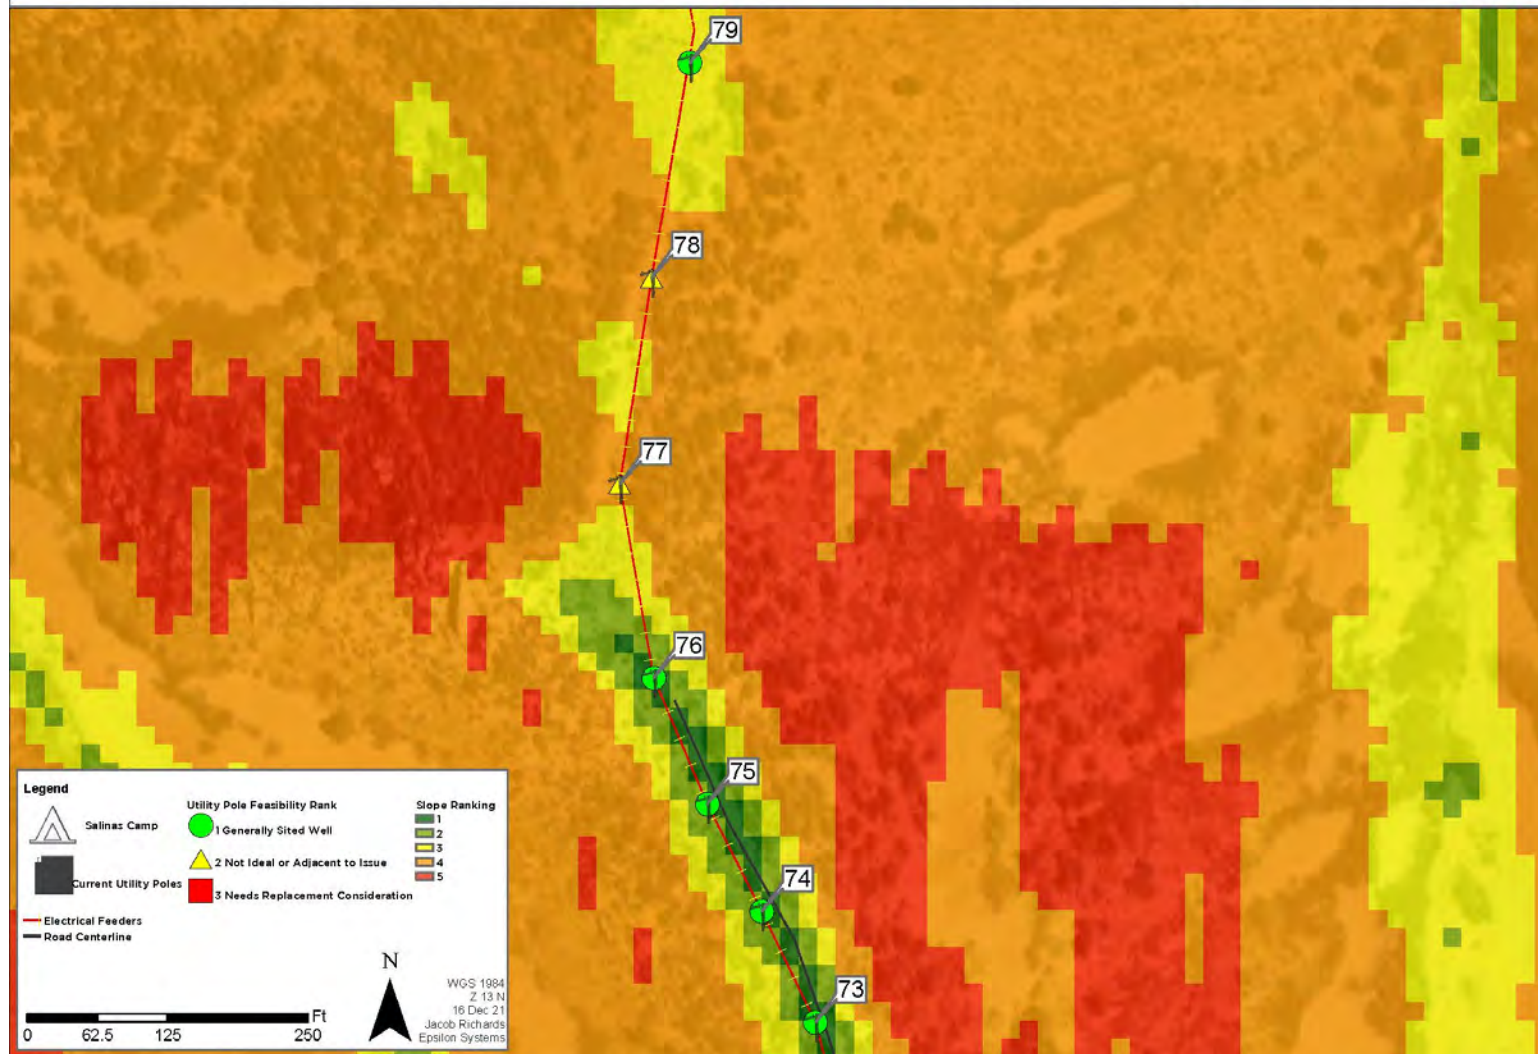 79
78
77
76
75
74
73
Legend
Salinas Camp
Current Utility Poles
Electrical Feeders
Road Centerline
Utility Pole Feasibility Rank
1 Generally Sited Well
2 Not Ideal or Adjacent to Issue
3 Needs Replacement Consideration
Slope Ranking
1
2
3
4
5
N
WGS 1984
Z 13 N
16 Dec 21
Jacob Richards
Epsilon Systems
Ft
0 62.5 125 250